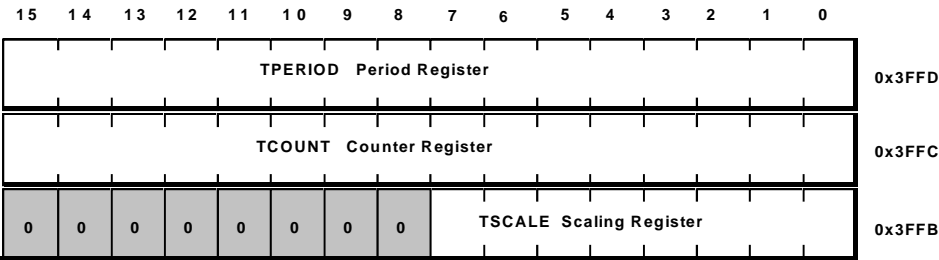 15 14 13 12 11 10 9 8 7 6 5 4 3 2 1 0
TPERIOD Period Register 0x3FFD
TCOUNT Counter Register 0x3FFC
0 0 0 0 0 0 0 0 TSCALE Scaling Register 0x3FFB